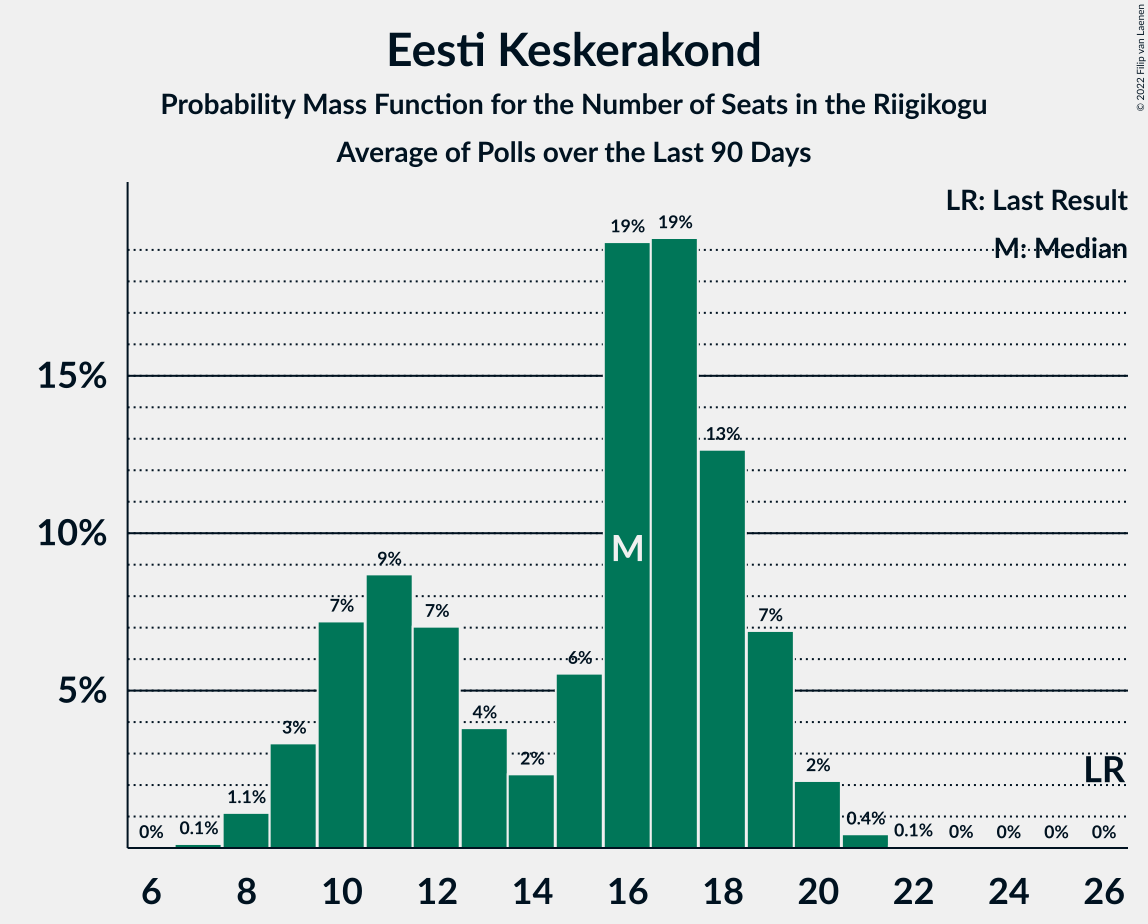 Eesti Keskerakond
Probability Mass Function for the Number of Seats in the Riigikogu
Average of Polls over the Last 90 Days
© 2022 Filip van Laenen
LR: Last Result
M: Median
15%
10%
5%
0%
0.1%
1.1%
3%
7%
9%
7%
4%
2%
6%
19%
19%
13%
7%
2%
0.4%
0.1%
0%
0%
0%
0%
M
LR
6 8 10 12 14 16 18 20 22 24 26